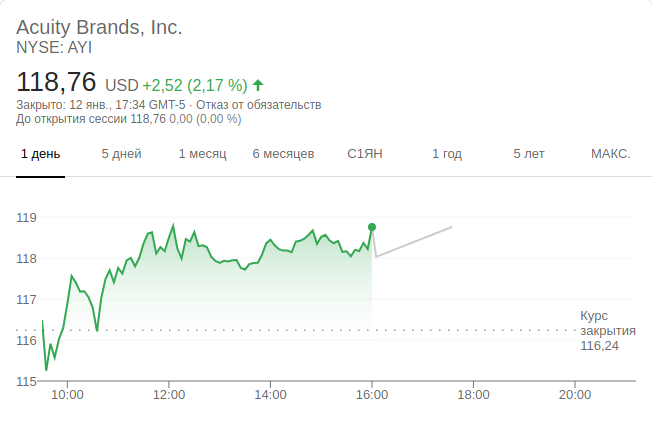 Acuity Brands, Inc.
NYSE: AYI
118,76 USD +2,52 (2,17 %)
Закрыто: 12 янв., 17:34 GMT-5 · Отказ от обязательств
До открытия сессии 118,76 0,00 (0,00 %)
1 день 5 дней 1 месяц 6 месяцев С1ЯН 1 год 5 лет МАКС.
119
118
117
116
115
Курс
закрытия
116,24
10:00 12:00 14:00 16:00 18:00 20:00